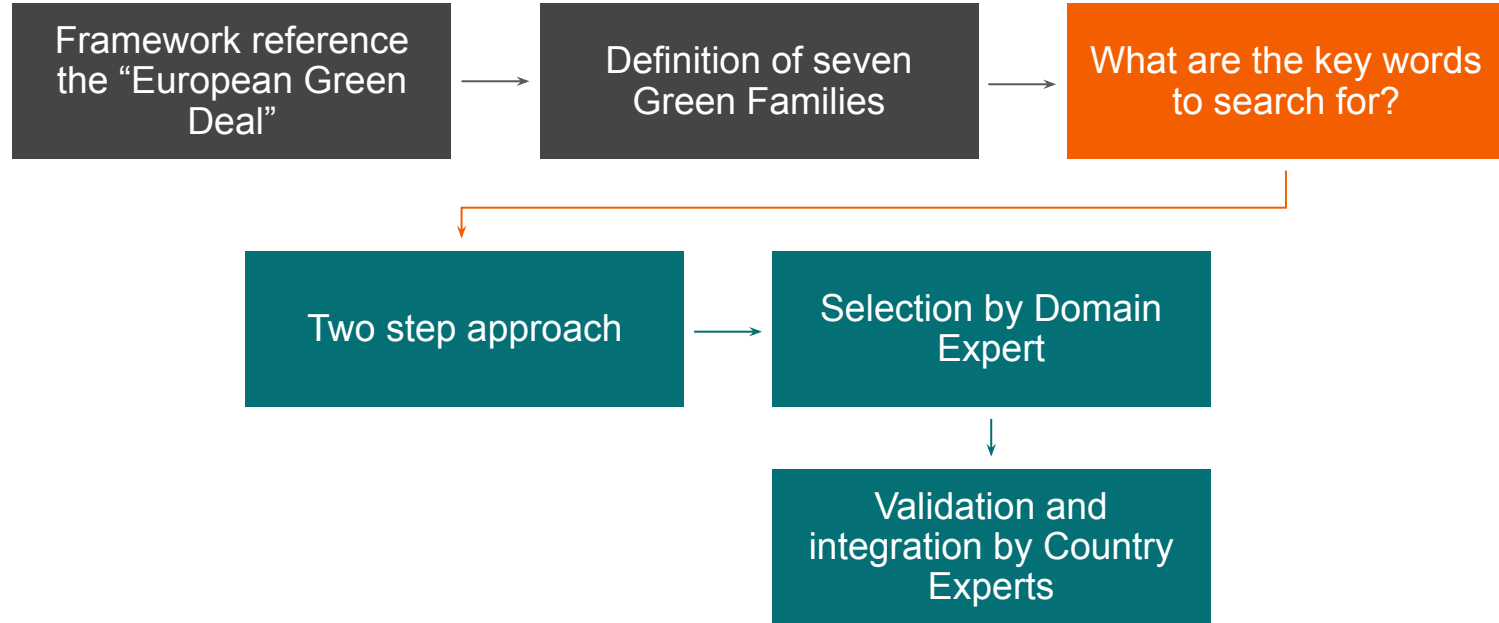 Framework reference
the “European Green
Deal”
Definition of seven
Green Families
What are the key words
to search for?
Two step approach
Selection by Domain
Expert
Validation and
integration by Country
Experts